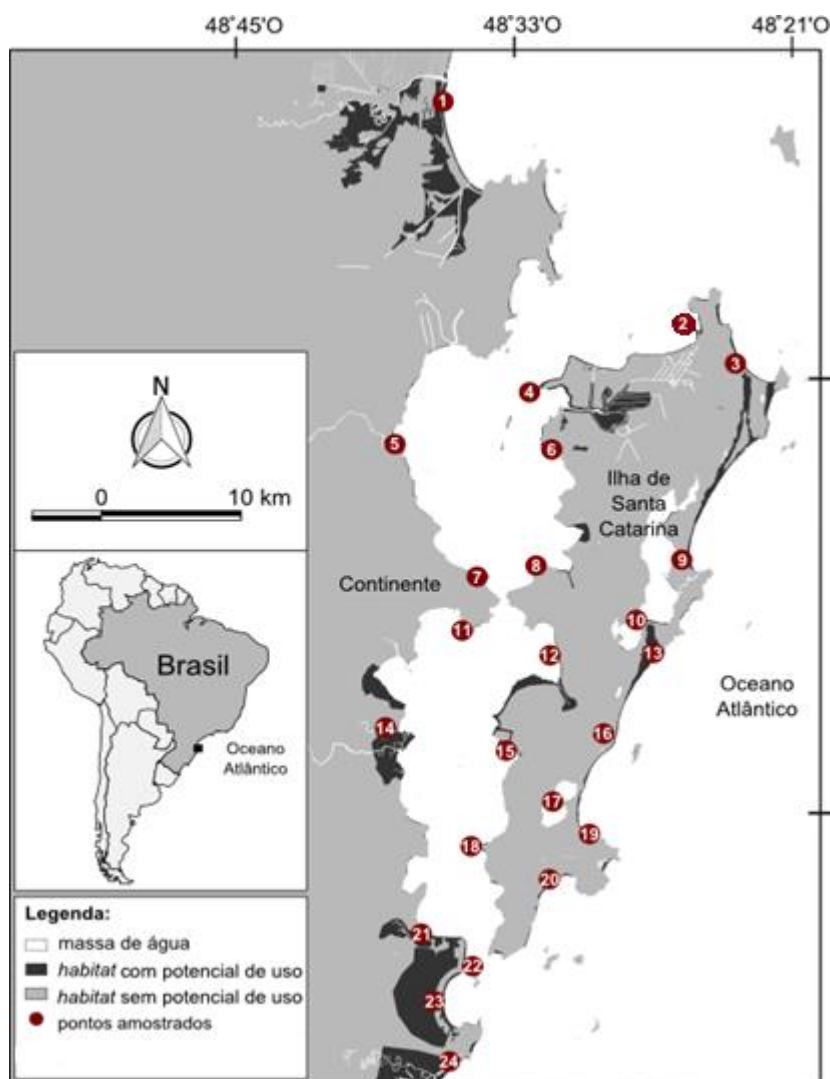 48°45'O 48°33'O 48°21'O
1
2
3
4
5
6
N
0 10 km
Ilha de
Santa
Catarina
7
8
9
Continente
10
11
12
13
Brasil
Oceano
Atlântico
Oceano
Atlântico
14
15
16
17
18
19
20
Legenda:
massa de água
habitat com potencial de uso
habitat sem potencial de uso
pontos amostrados
21
22
23
24